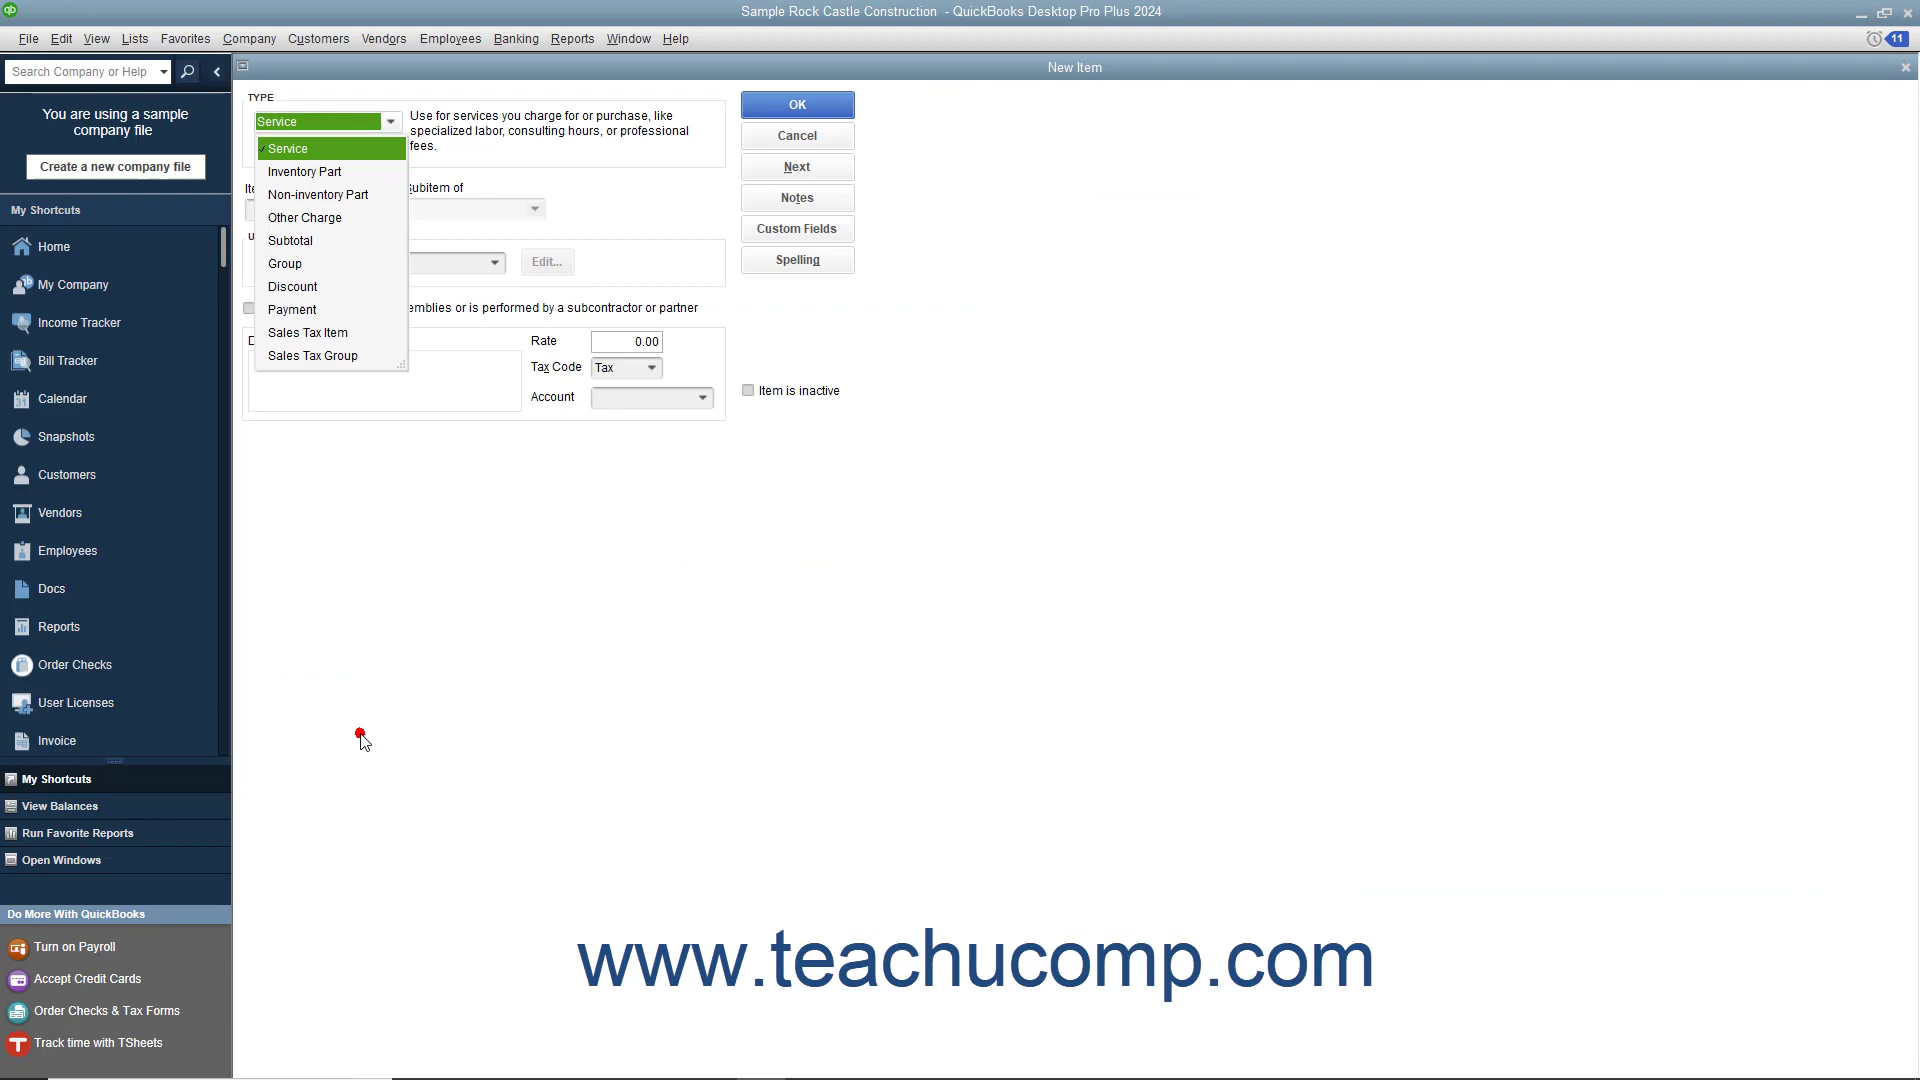 Sample Rock Castle Construction - QuickBooks Desktop Pro Plus 2024
File Edit View Lists Favorites Company Customers Vendors Employees Banking Reports Window Help
11
Search Company or Help
New Item
You are using a sample
company file
Create a new company file
My Shortcuts
Home
My Company
Income Tracker
Bill Tracker
Calendar
Snapshots
Customers
Vendors
Employees
Docs
Reports
Order Checks
User Licenses
Invoice
My Shortcuts
View Balances
Run Favorite Reports
Open Windows
Do More With QuickBooks
Turn on Payroll
Accept Credit Cards
Order Checks & Tax Forms
Track time with TSheets
TYPE
Service
Use for services you charge for or purchase, like
specialized labor, consulting hours, or professional
fees.
Service
Inventory Part
Non-inventory Part
Other Charge
Subtotal
Group
Discount
Payment
Sales Tax Item
Sales Tax Group
ubitem of
Edit...
emblies or is performed by a subcontractor or partner
Rate 0.00
Tax Code Tax
Account
OK
Cancel
Next
Notes
Custom Fields
Spelling
Item is inactive
www.teachucomp.com